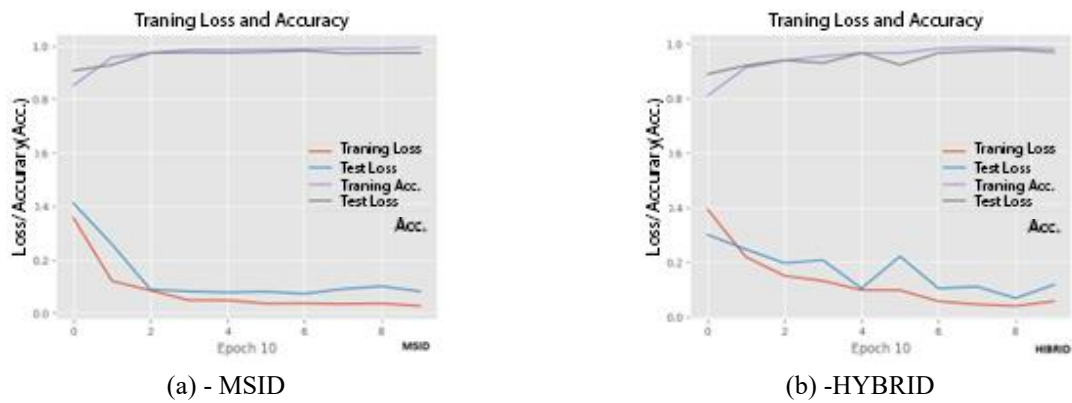 Traning Loss and Accuracy
Loss/Accurary(Acc.)
1.0
0.8
0.6
0.4
0.2
0.0
Traning Loss
Test Loss
Traning Acc.
Test Loss
Acc.
0 2 4 6 8
Epoch 10
MSID
(a) - MSID
Traning Loss and Accuracy
Loss/Accurary(Acc.)
1.0
0.8
0.6
0.4
0.2
0.0
Traning Loss
Test Loss
Traning Acc.
Test Loss
Acc.
0 2 4 6 8
Epoch 10
HIBRID
(b) -HYBRID